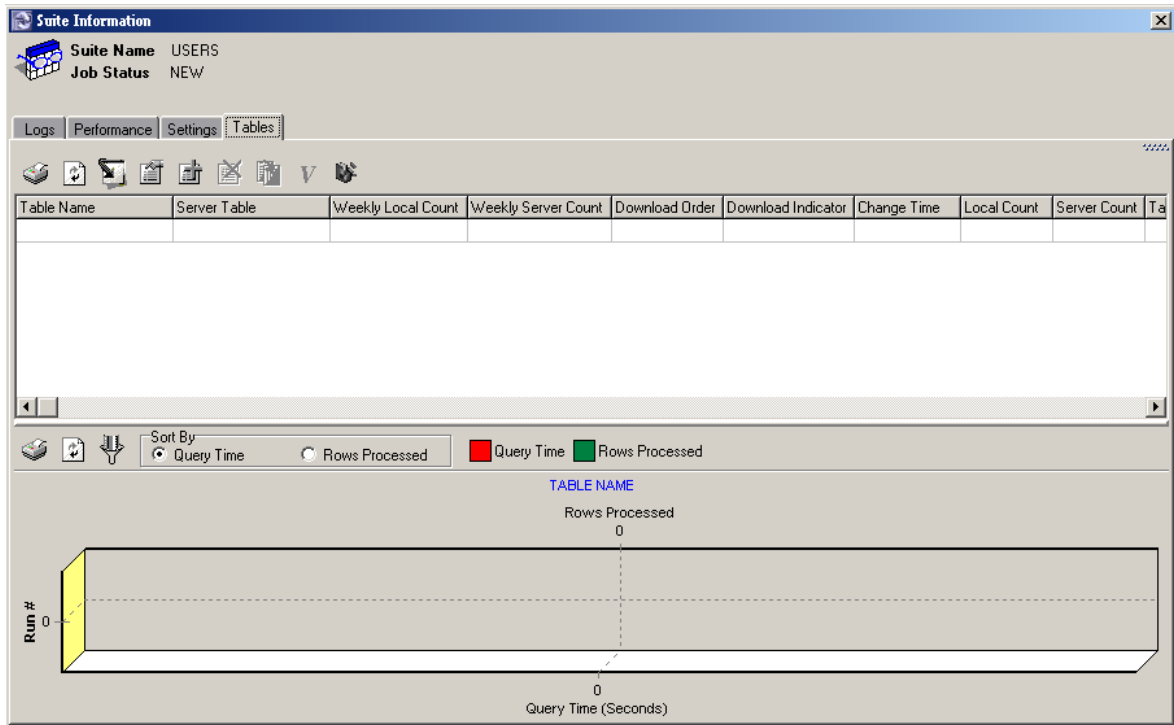 Suite Information
Suite Name USERS
Job Status NEW
Logs Performance Settings Tables
V
Table Name Server Table Weekly Local Count Weekly Server Count Download Order Download Indicator Change Time Local Count Server Count Ta
Sort By
Query Time Rows Processed Query Time Rows Processed
TABLE NAME
Rows Processed
0
Run # 0
0
Query Time (Seconds)